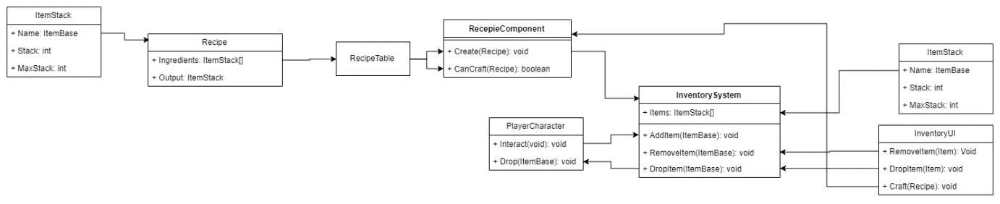 ItemStack
+ Name: ItemBase
+ Stack: int
+ MaxStack: int
Recipe
+ Ingredients: ItemStack[]
+ Output: ItemStack
RecipeTable
RecepieComponent
+ Create(Recipe): void
+ CanCraft(Recipe): boolean
InventorySystem
+ Items: ItemStack[]
+ AddItem(ItemBase): void
+ RemoveItem(ItemBase): void
+ DropItem(ItemBase): void
PlayerCharacter
+ Interact(void): void
+ Drop(ItemBase): void
ItemStack
+ Name: ItemBase
+ Stack: int
+ MaxStack: int
InventoryUI
+ RemoveItem(Item): Void
+ DropItem(Item): void
+ Craft(Recipe): void